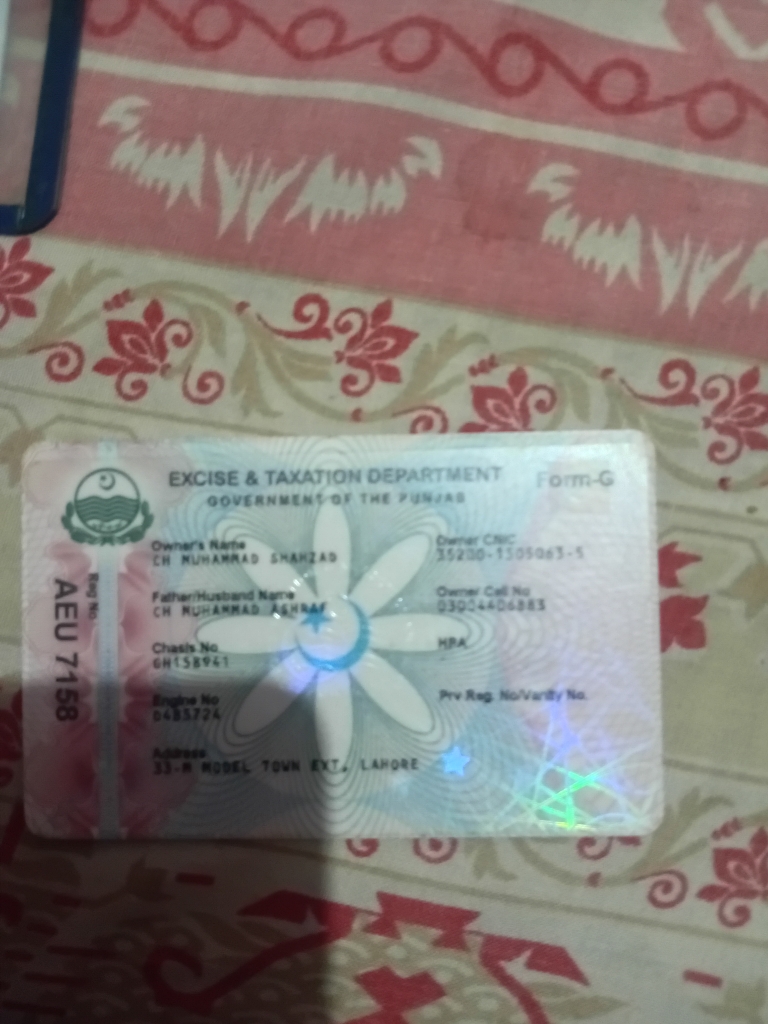 EXCISE & TAXATION DEPARTMENT Form-G
GOVERNMENT OF THE PUNJAB
Reg No.
AEU 7158
Owner's Name
CH MUHAMMAD SHAHZAD
Owner CNIC
35200-1505063-5
Father/Husband Name
CH MUHAMMAD ASHRAF
Owner Cell No
03004406883
Chasis No
GH158941
HPA
Engine No
0485724
Prv Reg. No/Vanity No.
Address
33-M MODEL TOWN EXT, LAHORE